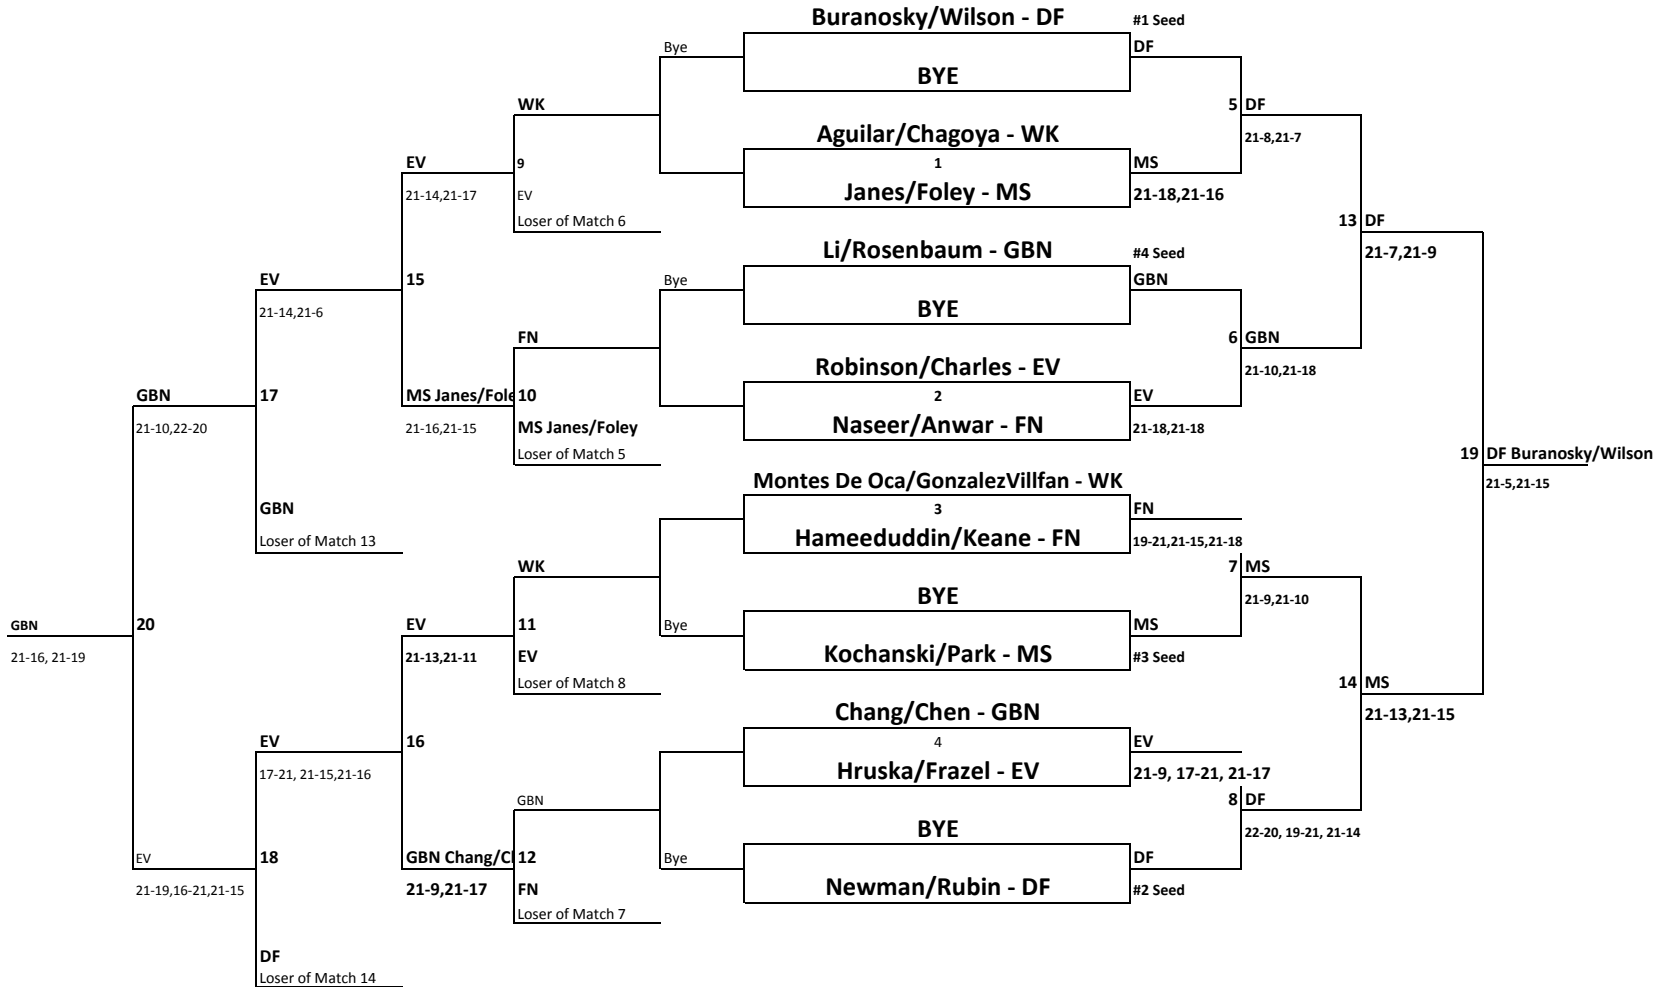 Buranosky/Wilson - DF #1 Seed
Bye DF
BYE
WK 5 DF
Aguilar/Chagoya - WK 21-8,21-7
EV 9 1 MS
21-14,21-17 EV Janes/Foley - MS 21-18,21-16
Loser of Match 6 13 DF
Li/Rosenbaum - GBN #4 Seed 21-7,21-9
EV 15 Bye GBN
21-14,21-6 BYE
FN 6 GBN
Robinson/Charles - EV 21-10,21-18
GBN 17 MS Janes/Fole 10 2 EV
21-10,22-20 21-16,21-15 MS Janes/Foley Naseer/Anwar - FN 21-18,21-18
Loser of Match 5 19 DF Buranosky/Wilson
Montes De Oca/GonzalezVillfan - WK 21-5,21-15
GBN 3 FN
Loser of Match 13 Hameeduddin/Keane - FN 19-21,21-15,21-18
WK 7 MS
BYE 21-9,21-10
GBN 20 EV 11 Bye MS
21-16, 21-19 21-13,21-11 EV Kochanski/Park - MS #3 Seed
Loser of Match 8 14 MS
Chang/Chen - GBN 21-13,21-15
EV 16 4 EV
17-21, 21-15,21-16 Hruska/Frazel - EV 21-9, 17-21, 21-17
GBN 8 DF
BYE 22-20, 19-21, 21-14
EV 18 GBN Chang/Cl 12 Bye DF
21-19,16-21,21-15 21-9,21-17 FN Newman/Rubin - DF #2 Seed
Loser of Match 7
DF
Loser of Match 14